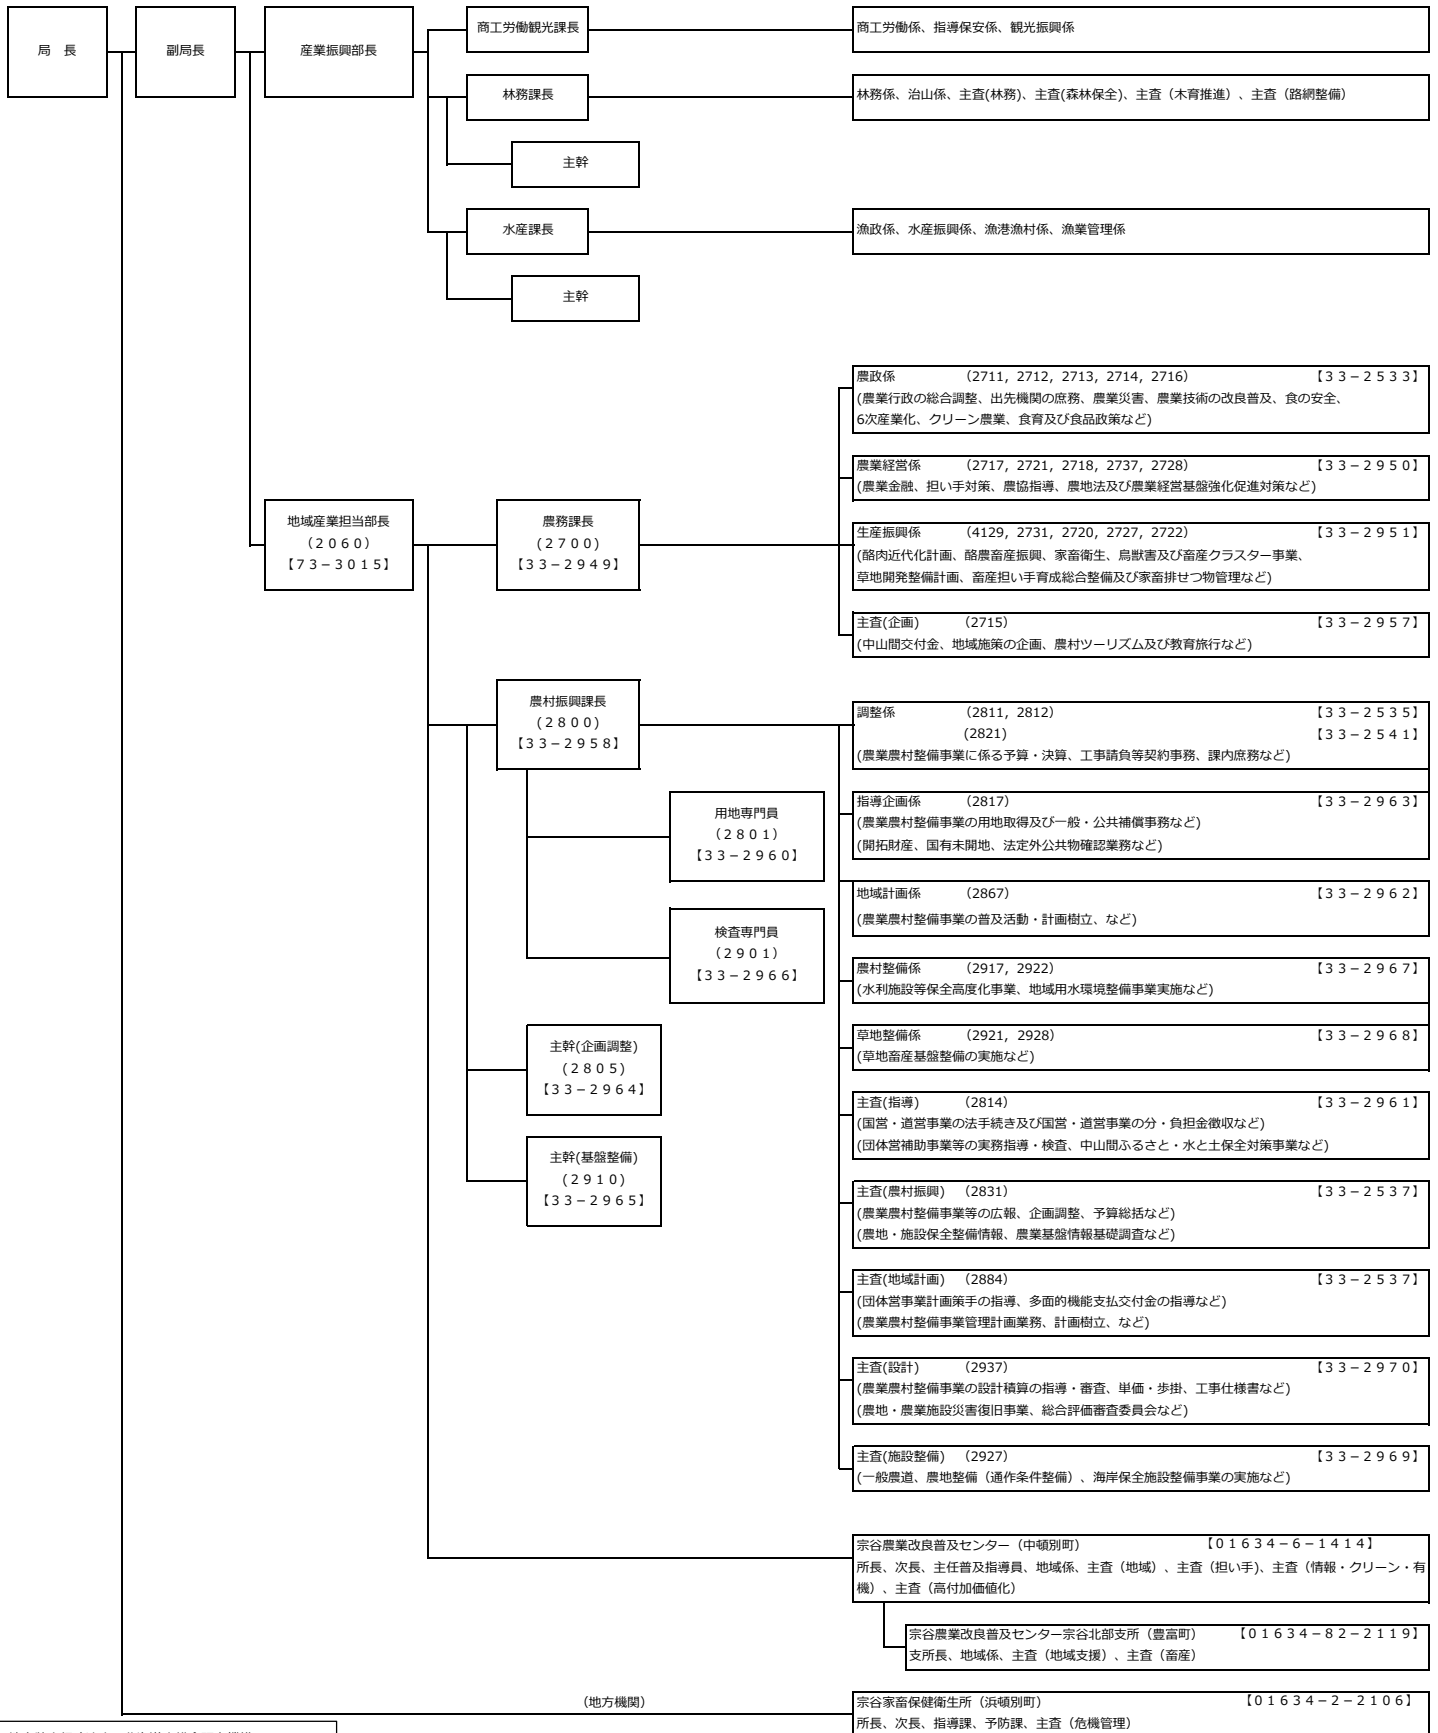 局　長
副局長
産業振興部長
商工労働観光課長
商工労働係、指導保安係、観光振興係
林務課長
林務係、治山係、主査(林務)、主査(森林保全)、主査（木育推進）、主査（路網整備）
主幹
水産課長
漁政係、水産振興係、漁港漁村係、漁業管理係
主幹
地域産業担当部長
（2060）
【73－3015】
農務課長
（2700）
【33－2949】
農政係　（2711, 2712, 2713, 2714, 2716）　【33－2533】
(農業行政の総合調整、出先機関の庶務、農業災害、農業技術の改良普及、食の安全、
6次産業化、クリーン農業、食育及び食品政策など)
農業経営係　（2717, 2721, 2718, 2737, 2728）　【33－2950】
(農業金融、担い手対策、農協指導、農地法及び農業経営基盤強化促進対策など)
生産振興係　（4129, 2731, 2720, 2727, 2722）　【33－2951】
(酪肉近代化計画、酪農畜産振興、家畜衛生、鳥獣害及び畜産クラスター事業、
草地開発整備計画、畜産担い手育成総合整備及び家畜排せつ物管理など)
主査(企画)　（2715）　【33－2957】
(中山間交付金、地域施策の企画、農村ツーリズム及び教育旅行など)
農村振興課長
（2800）
【33－2958】
用地専門員
（2801）
【33－2960】
検査専門員
（2901）
【33－2966】
主幹(企画調整)
（2805）
【33－2964】
主幹(基盤整備)
（2910）
【33－2965】
調整係　（2811, 2812）　【33－2535】
(2821)　【33－2541】
(農業農村整備事業に係る予算・決算、工事請負等契約事務、課内庶務など)
指導企画係　（2817）　【33－2963】
(農業農村整備事業の用地取得及び一般・公共補償事務など)
(開拓財産、国有未開地、法定外公共物確認業務など)
地域計画係　（2867）　【33－2962】
(農業農村整備事業の普及活動・計画樹立、など)
農村整備係　（2917, 2922）　【33－2967】
(水利施設等保全高度化事業、地域用水環境整備事業実施など)
草地整備係　（2921, 2928）　【33－2968】
(草地畜産基盤整備の実施など)
主査(指導)　（2814）　【33－2961】
(国営・道営事業の法手続き及び国営・道営事業の分・負担金徴収など)
(団体営補助事業等の実務指導・検査、中山間ふるさと・水と土保全対策事業など)
主査(農村振興)　（2831）　【33－2537】
(農業農村整備事業等の広報、企画調整、予算総括など)
(農地・施設保全整備情報、農業基盤情報基礎調査など)
主査(地域計画)　（2884）　【33－2537】
(団体営事業計画策手の指導、多面的機能支払交付金の指導など)
(農業農村整備事業管理計画業務、計画樹立、など)
主査(設計)　（2937）　【33－2970】
(農業農村整備事業の設計積算の指導・審査、単価・歩掛、工事仕様書など)
(農地・農業施設災害復旧事業、総合評価審査委員会など)
主査(施設整備)　（2927）　【33－2969】
(一般農道、農地整備（通作条件整備）、海岸保全施設整備事業の実施など)
宗谷農業改良普及センター（中頓別町）　【01634－6－1414】
所長、次長、主任普及指導員、地域係、主査（地域）、主査（担い手)、主査（情報・クリーン・有
機）、主査（高付加価値化）
宗谷農業改良普及センター宗谷北部支所（豊富町）　【01634－82－2119】
支所長、地域係、主査（地域支援）、主査（畜産）
（地方機関）
宗谷家畜保健衛生所（浜頓別町）　【01634－2－2106】
所長、次長、指導課、予防課、主査（危機管理）